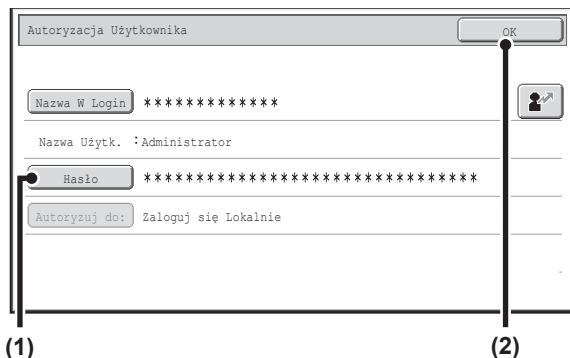 Autoryzacja Użytkownika OK
Nazwa W Login *************
Nazwa Użytk. :Administrator
Hasło ********************************
Autoryzuj do: Zaloguj się Lokalnie
(1) (2)